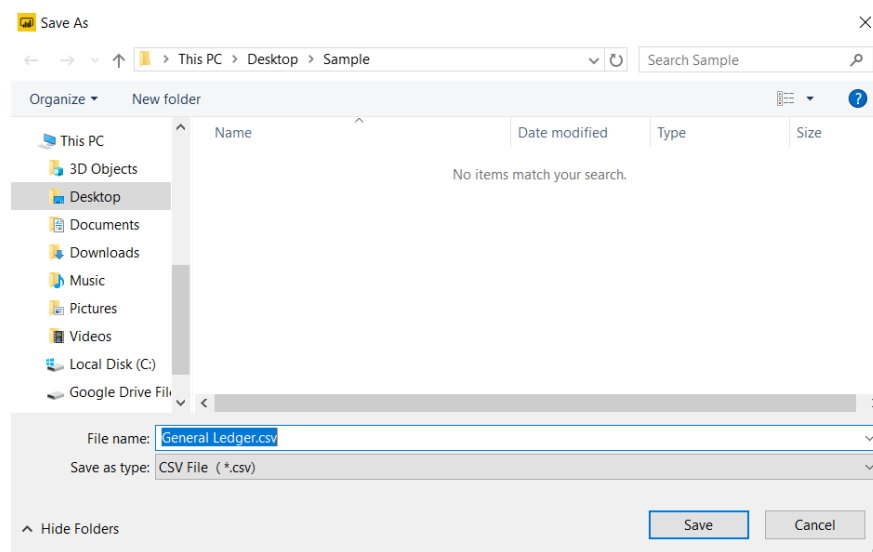 Save As
This PC > Desktop > Sample
Search Sample
Organize
New folder
?
Name
Date modified
Type
Size
No items match your search.
This PC
3D Objects
Desktop
Documents
Downloads
Music
Pictures
Videos
Local Disk (C:)
Google Drive Fil
File name: General Ledger.csv
Save as type: CSV File (*.csv)
Hide Folders
Save
Cancel